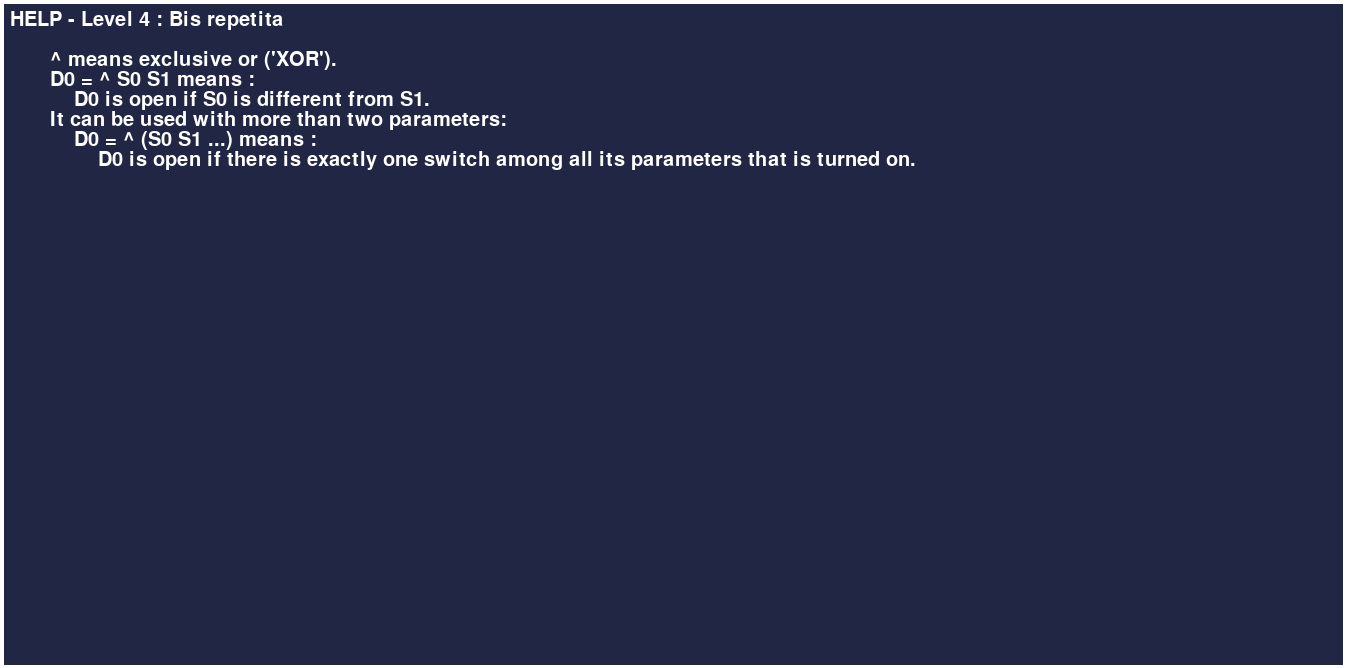 HELP - Level 4 : Bis repetita
^ means exclusive or ('XOR').
D0 = ^ S0 S1 means :
D0 is open if S0 is different from S1.
It can be used with more than two parameters:
D0 = ^ (S0 S1 ...) means :
D0 is open if there is exactly one switch among all its parameters that is turned on.